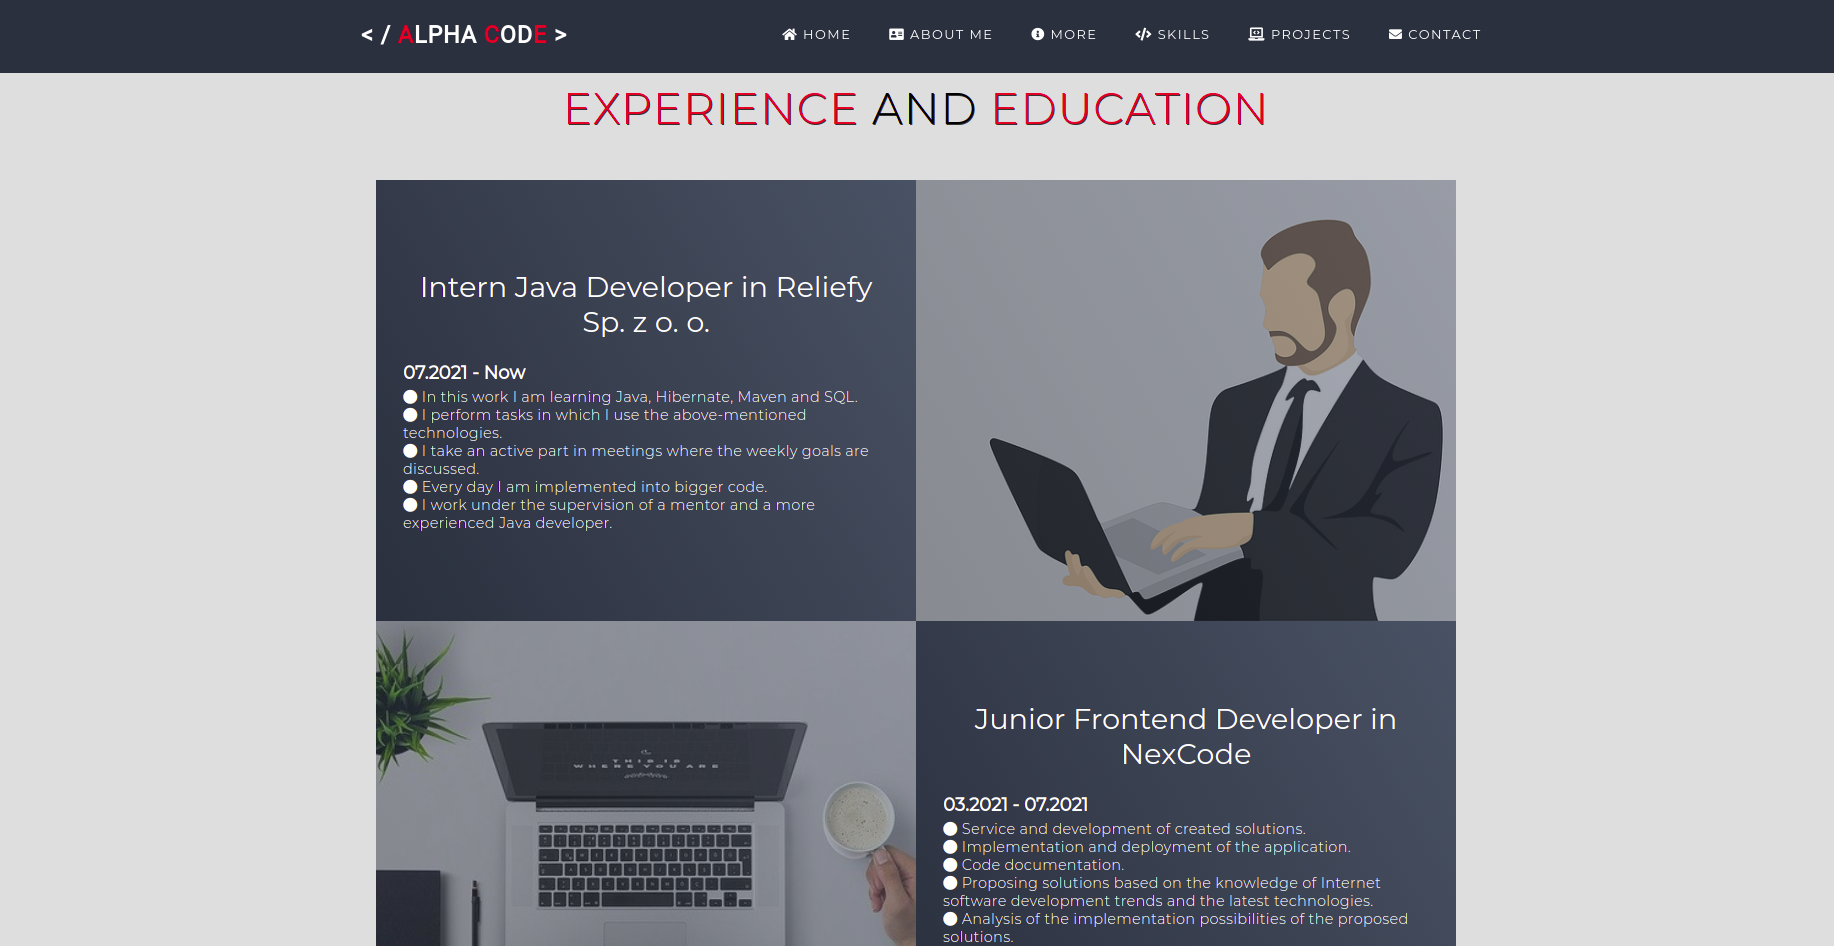 < / ALPHA CODE >
HOME
ABOUT ME
MORE
SKILLS
PROJECTS
CONTACT
EXPERIENCE AND EDUCATION
Intern Java Developer in Reliefy
Sp. z o. o.
07.2021 - Now
In this work I am learning Java, Hibernate, Maven and SQL.
I perform tasks in which I use the above-mentioned
technologies.
I take an active part in meetings where the weekly goals are
discussed.
Every day I am implemented into bigger code.
I work under the supervision of a mentor and a more
experienced Java developer.
THIS IS
WHERE YOU ARE
Junior Frontend Developer in
NexCode
03.2021 - 07.2021
Service and development of created solutions.
Implementation and deployment of the application.
Code documentation.
Proposing solutions based on the knowledge of Internet
software development trends and the latest technologies.
Analysis of the implementation possibilities of the proposed
solutions.